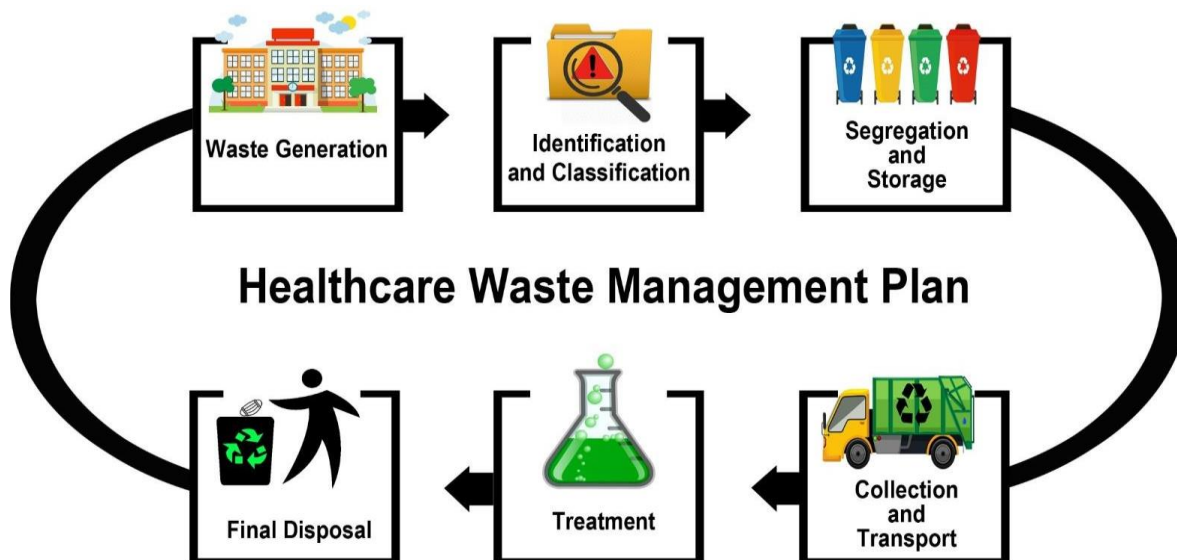 Waste Generation
Identification
and Classification
Segregation
and
Storage
Healthcare Waste Management Plan
Final Disposal
Treatment
Collection
and
Transport